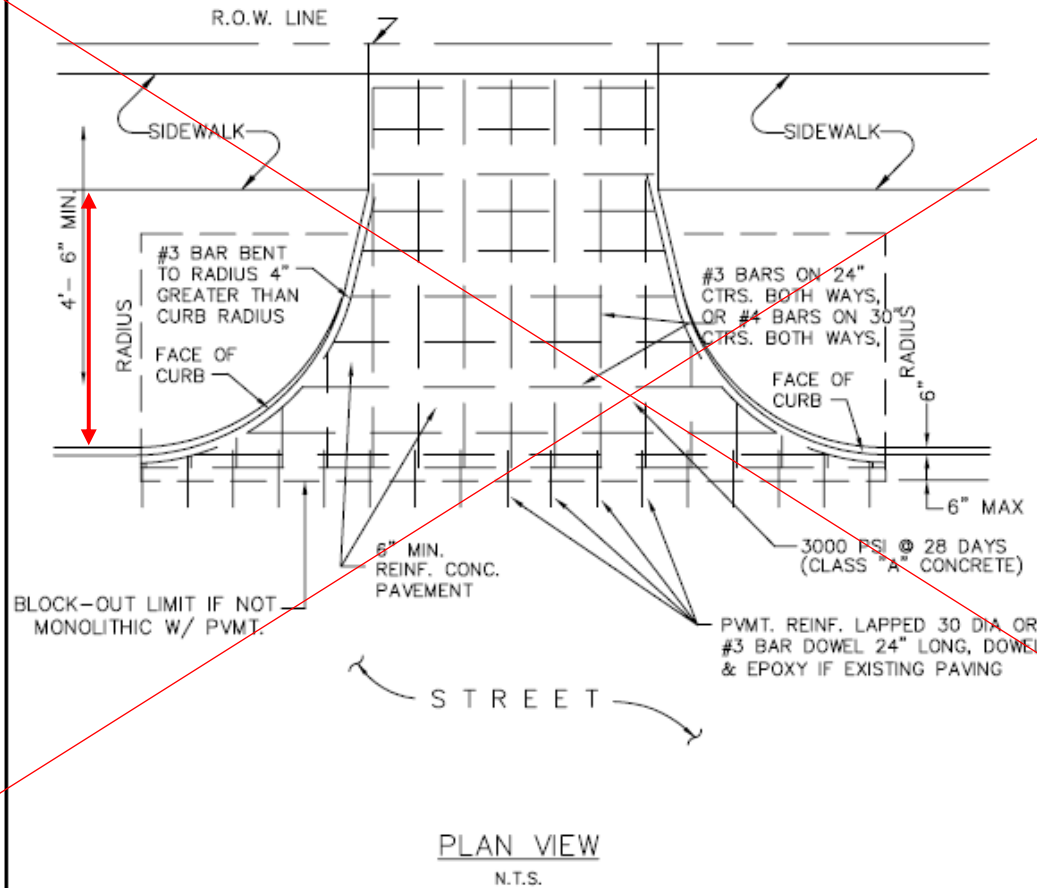 R.O.W. LINE
SIDEWALK
SIDEWALK
4'- 6" MIN.
RADIUS
#3 BAR BENT
TO RADIUS 4"
GREATER THAN
CURB RADIUS
FACE OF
CURB
#3 BARS ON 24"
CTRS. BOTH WAYS,
OR #4 BARS ON 30"
CTRS. BOTH WAYS,
RADIUS
FACE OF
CURB
6"
6" MAX
6" MIN.
REINF. CONC.
PAVEMENT
3000 PSI @ 28 DAYS
(CLASS "A" CONCRETE)
BLOCK-OUT LIMIT IF NOT
MONOLITHIC W/ PVMT.
PVMT. REINF. LAPPED 30 DIA OR
#3 BAR DOWEL 24" LONG, DOWEL
& EPOXY IF EXISTING PAVING
STREET
PLAN VIEW
N.T.S.